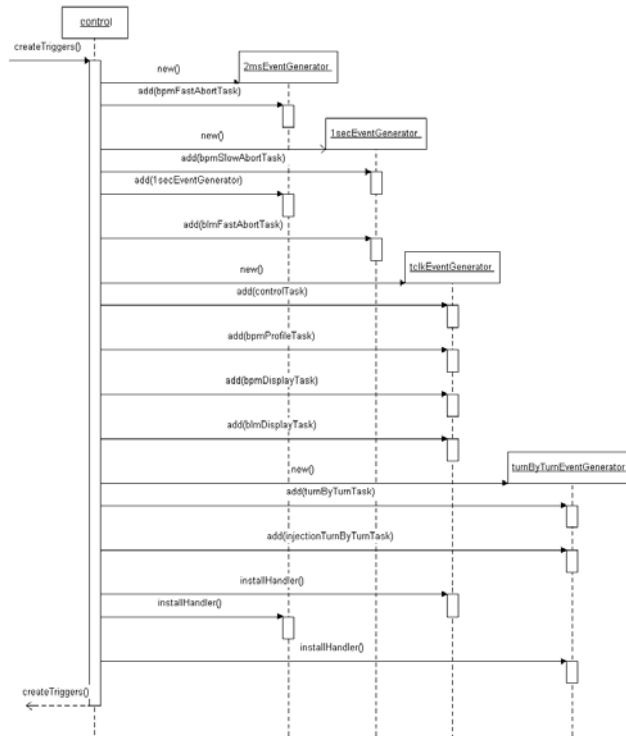 control
createTriggers()
new()
2msEventGenerator
add(bpmFastAbortTask)
new()
1secEventGenerator
add(bpmSlowAbortTask)
add(1secEventGenerator)
add(blmFastAbortTask)
new()
tclkEventGenerator
add(controlTask)
add(bpmProfileTask)
add(bpmDisplayTask)
add(blmDisplayTask)
new()
turnByTurnEventGenerator
add(turnByTurnTask)
add(injectionTurnByTurnTask)
installHandler()
installHandler()
installHandler()
createTriggers()